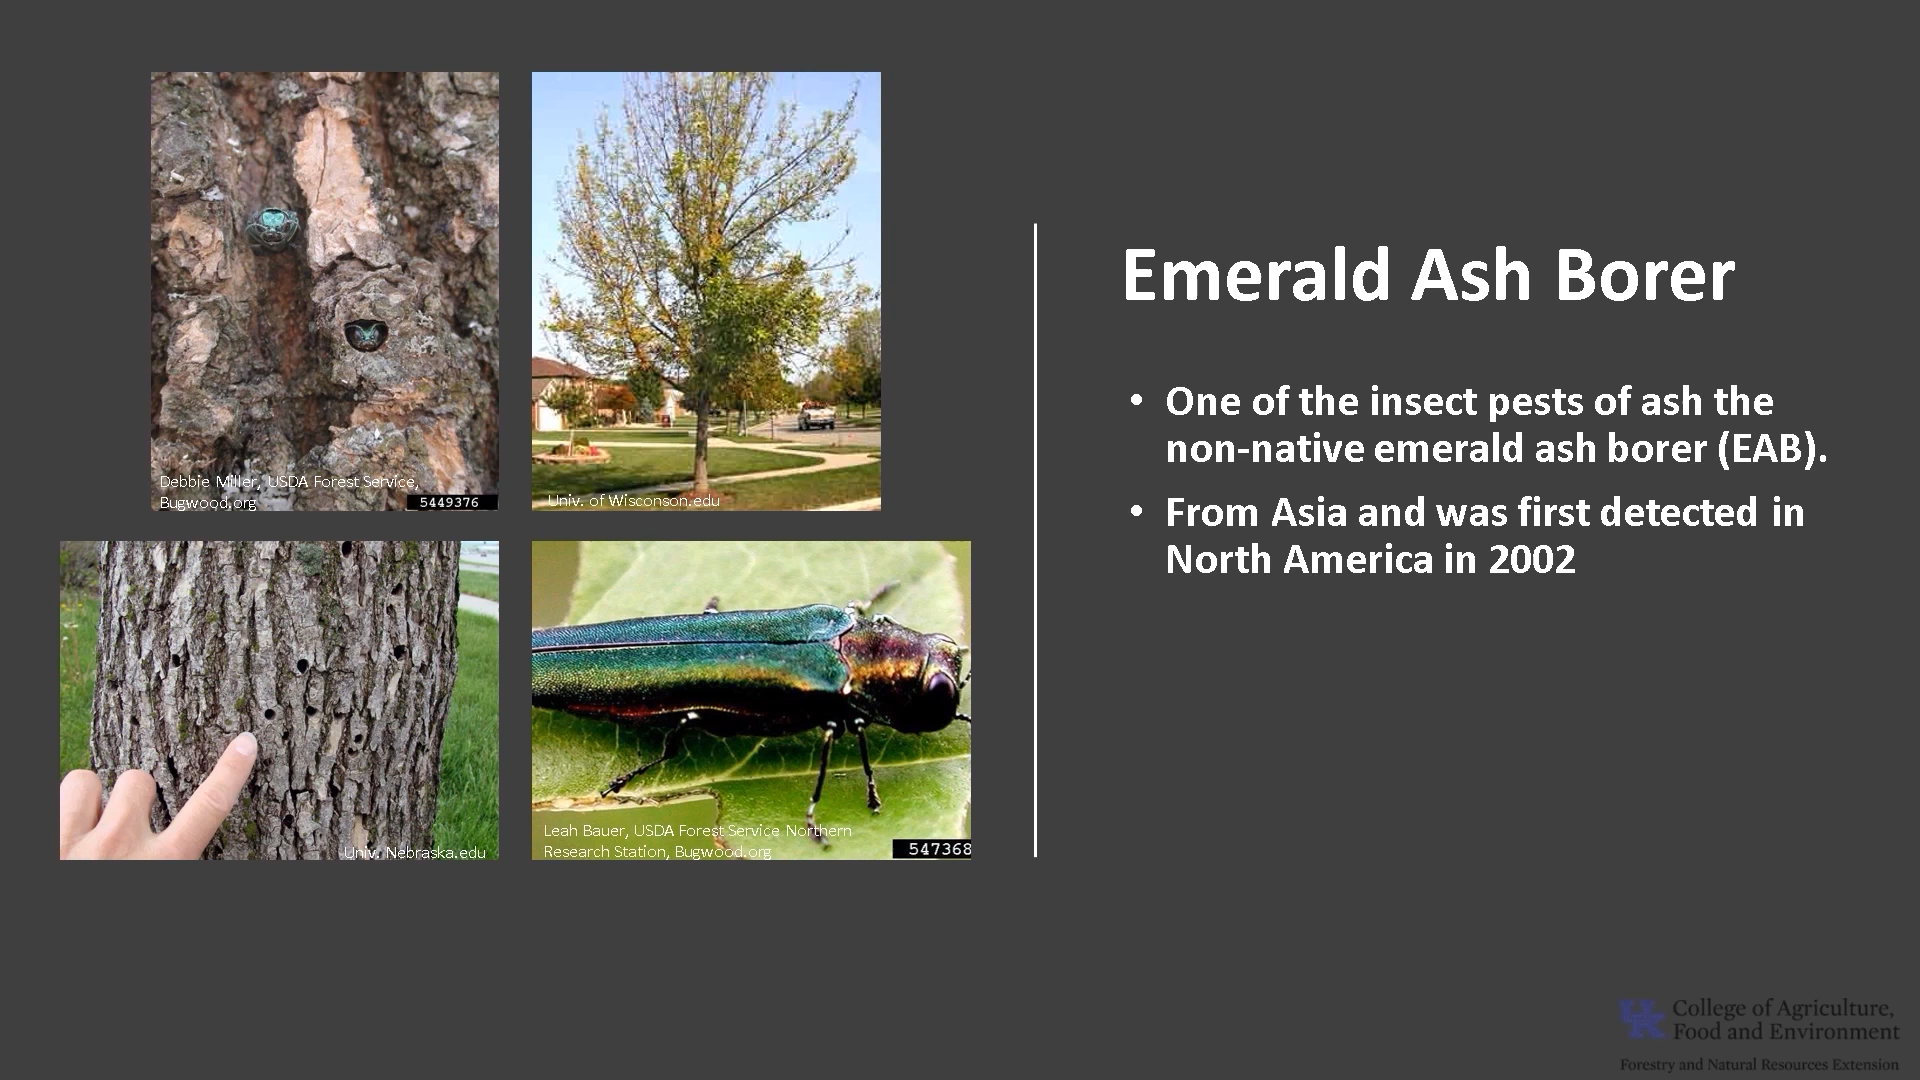 Debbie Miller, USDA Forest Service,
Bugwood.org
5449376
Univ. of Wisconson.edu
Univ. Nebraska.edu
Leah Bauer, USDA Forest Service Northern
Research Station, Bugwood.org
547368
Emerald Ash Borer
• One of the insect pests of ash the
non-native emerald ash borer (EAB).
• From Asia and was first detected in
North America in 2002
UK
College of Agriculture,
Food and Environment
Forestry and Natural Resources Extension